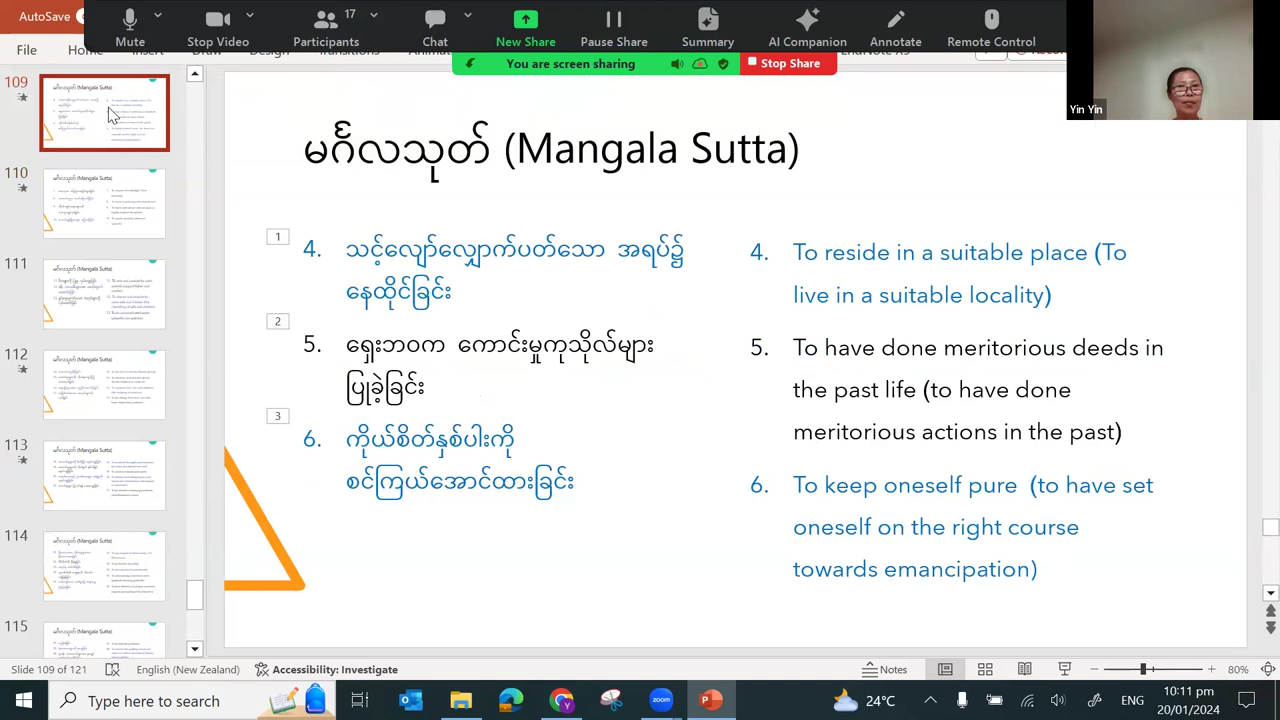 AutoSave
Mute
Stop Video
17
Participants
Chat
New Share
Pause Share
Summary
AI Companion
Annotate
Remote Control
File
You are screen sharing
Stop Share
Yin Yin
109
110
111
112
113
114
115
မင်္ဂလသုတ် (Mangala Sutta)
1
4. သင့်လျော်လျှောက်ပတ်သော အရပ်၌
နေထိုင်ခြင်း
2
5. ရှေးဘဝက ကောင်းမှုကုသိုလ်များ
ပြုခဲ့ခြင်း
3
6. ကိုယ်စိတ်နှစ်ပါးကို
စင်ကြယ်အောင်ထားခြင်း
4. To reside in a suitable place (To
live in a suitable locality)
5. To have done meritorious deeds in
the past life (to have done
meritorious actions in the past)
6. To keep oneself pure (to have set
oneself on the right course
towards emancipation)
Slide 109 of 121
English (New Zealand)
Accessibility: Investigate
Notes
80%
Type here to search
24°C
ENG
10:11 pm
20/01/2024